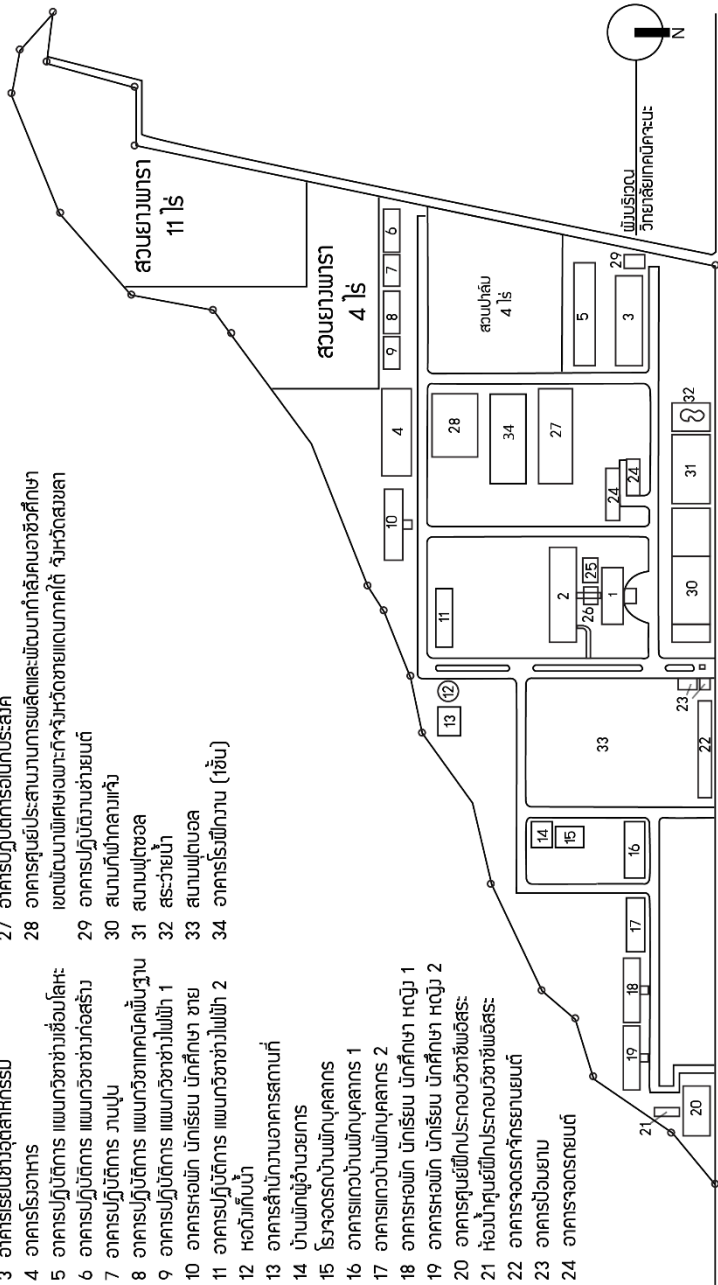 3 อาคารเรียนช่างอุตสาหกรรม
4 อาคารโรงอาหาร
5 อาคารปฏิบัติการ แผนกวิชาช่างเชื่อมโลหะ
6 อาคารปฏิบัติการ แผนกวิชาช่างก่อสร้าง
7 อาคารปฏิบัติการ งานปูน
8 อาคารปฏิบัติการ แผนกวิชาเทคนิคพื้นฐาน
9 อาคารปฏิบัติการ แผนกวิชาช่างไฟฟ้า 1
10 อาคารหอพัก นักเรียน นักศึกษา ชาย
11 อาคารปฏิบัติการ แผนกวิชาช่างไฟฟ้า 2
12 หอถังเก็บน้ำ
13 อาคารสำนักงานอาคารสถานที่
14 บ้านพักผู้อำนวยการ
15 โรงจอดรถบ้านพักบุคลากร
16 อาคารแถวบ้านพักบุคลากร 1
17 อาคารแถวบ้านพักบุคลากร 2
18 อาคารหอพัก นักเรียน นักศึกษา หญิง 1
19 อาคารหอพัก นักเรียน นักศึกษา หญิง 2
20 อาคารศูนย์ฝึกประกอบวิชาชีพอิสระ
21 ห้องน้ำศูนย์ฝึกประกอบวิชาชีพอิสระ
22 อาคารจอดรถจักรยานยนต์
23 อาคารป้อมยาม
24 อาคารจอดรถยนต์
27 อาคารปฏิบัติการอเนกประสงค์
28 อาคารศูนย์ประสานงานการผลิตและพัฒนากำลังคนอาชีวศึกษา
เขตพัฒนาพิเศษเฉพาะกิจจังหวัดชายแดนภาคใต้ จังหวัดสงขลา
29 อาคารปฏิบัติงานช่างยนต์
30 สนามกีฬากลางแจ้ง
31 สนามฟุตซอล
32 สระว่ายน้ำ
33 สนามฟุตบอล
34 อาคารโรงฝึกงาน (1ชั้น)
สวนยางพารา
11 ไร่
สวนยางพารา
4 ไร่
สวนปาล์ม
4 ไร่
9 8 7 6
10 4
28
34
27
5
3
29
24
24
11
2
26 25
1
12
13
33
14
15
16
17
18
19
20
21
22
23
30
31
32
ผังบริเวณ
วิทยาลัยเทคนิคจะนะ
N